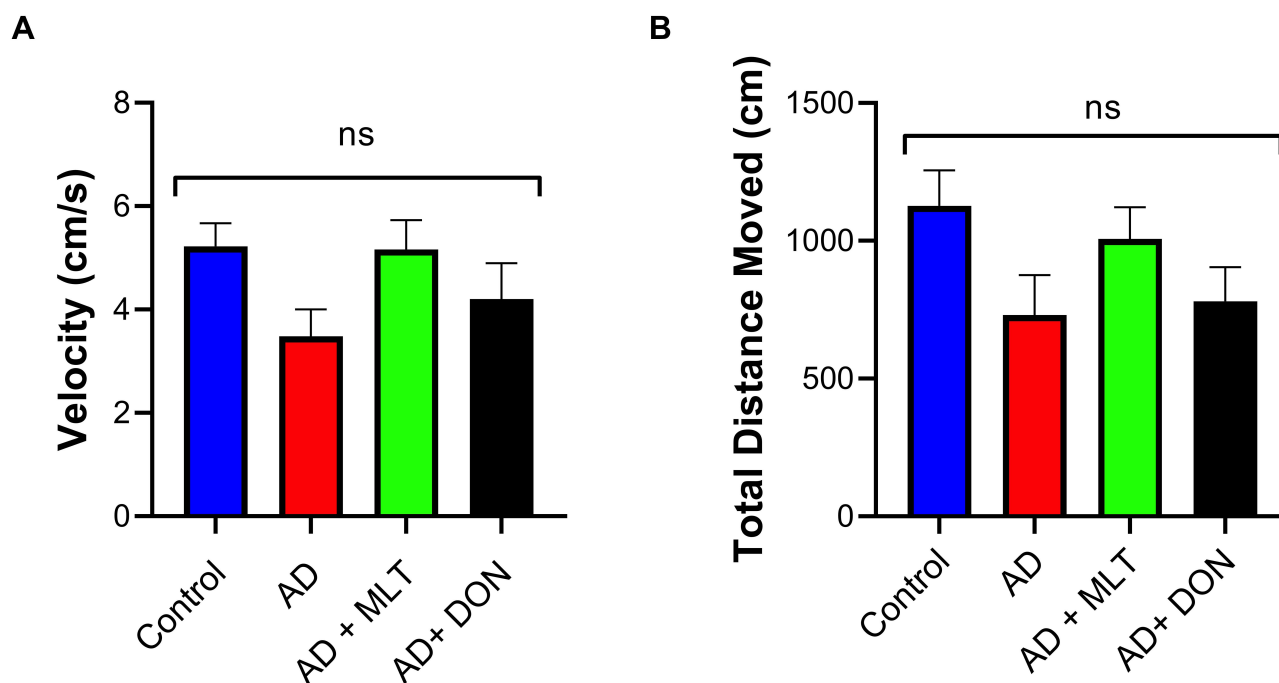 A
Velocity (cm/s)
8
6
4
2
0
ns
Control
AD
AD + MLT
AD+ DON
B
Total Distance Moved (cm)
1500
1000
500
0
ns
Control
AD
AD + MLT
AD+ DON